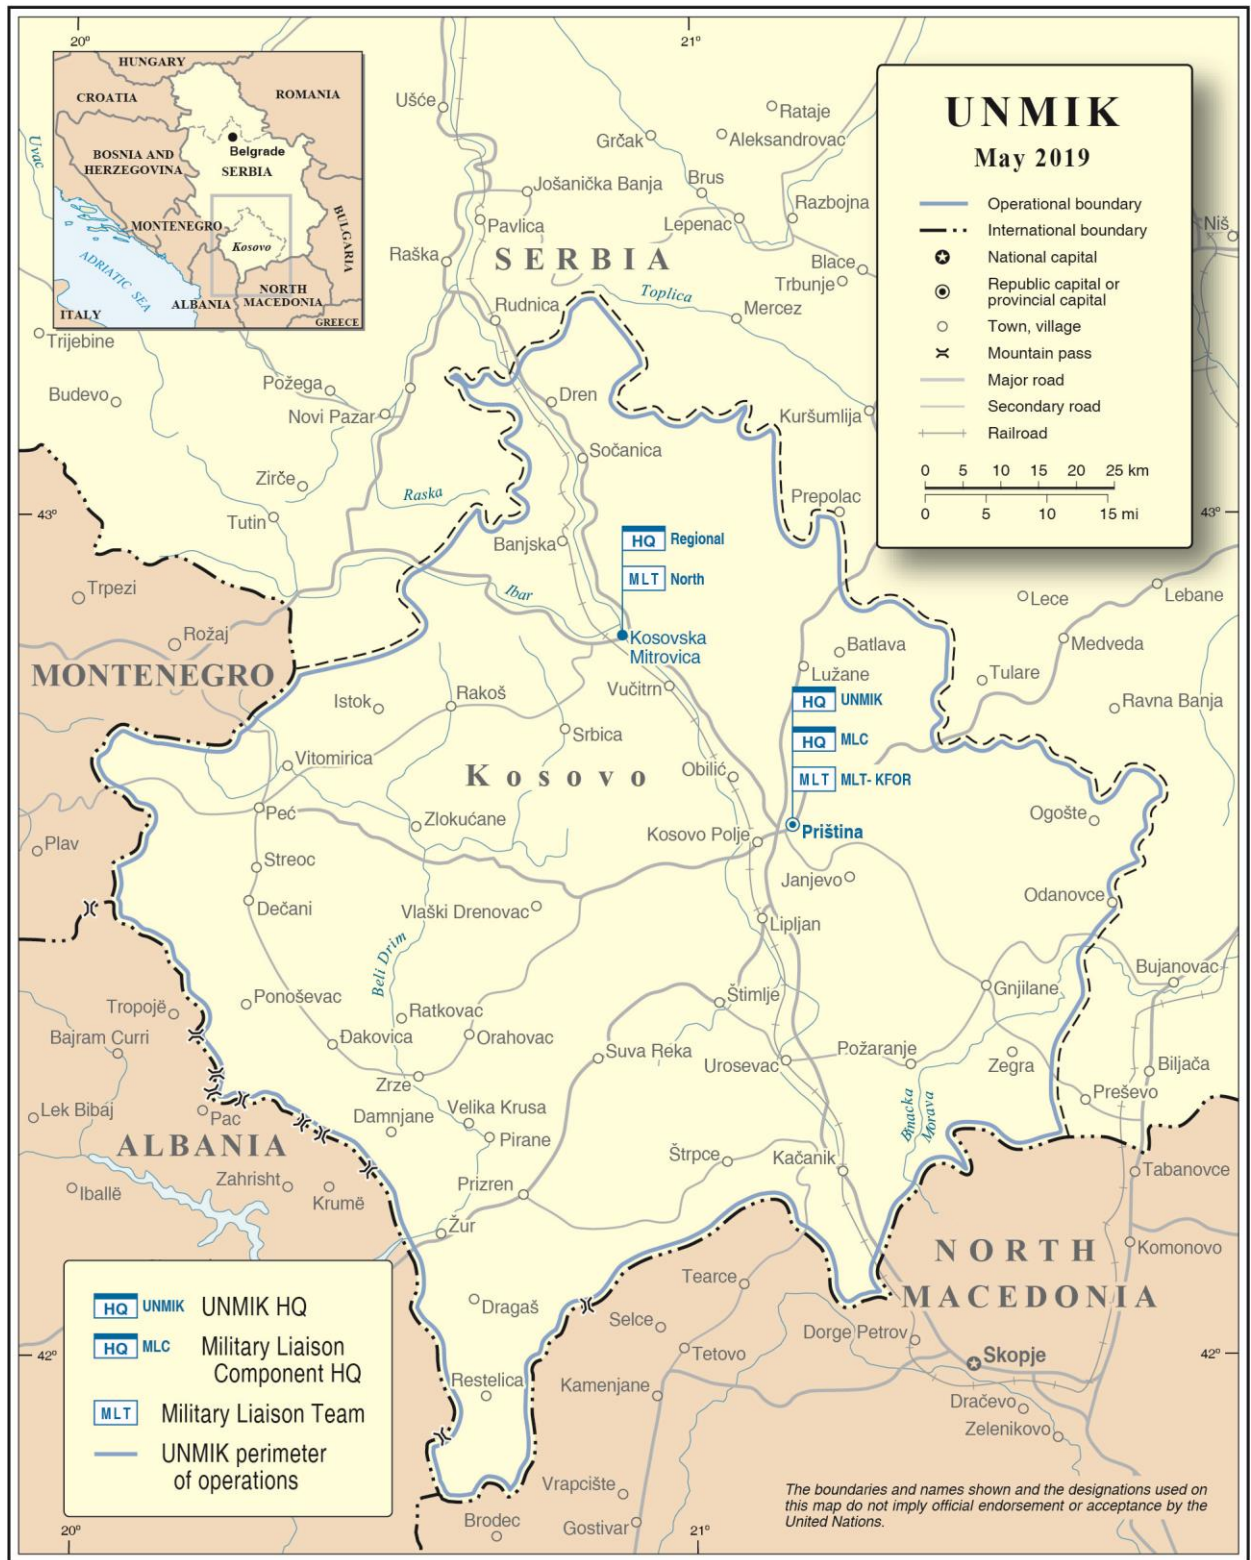 20°
21°
HUNGARY
CROATIA
ROMANIA
BOSNIA AND
HERZEGOVINA
Belgrade
SERBIA
MONTENEGRO
Kosovo
BULGARIA
ADRIATIC SEA
ITALY
ALBANIA
NORTH
MACEDONIA
GREECE
UNMIK
May 2019
Operational boundary
International boundary
National capital
Republic capital or
provincial capital
Town, village
Mountain pass
Major road
Secondary road
Railroad
0 5 10 15 20 25 km
0 5 10 15 mi
Uvac
Ušće
Rataje
Grčak
Aleksandrovac
Jošanička Banja
Brus
Razbojna
Pavlica
Lepenac
Niš
Raška
SERBIA
Blace
Trbunje
Toplica
Rudnica
Mercez
Trijebine
Požega
Budevo
Dren
Novi Pazar
Kuršumlija
Sočanica
Zirče
Raska
Prepolac
43°
43°
Tutin
Banjska
HQ Regional
MLT North
Trpezi
Ibar
Lece
Lebane
Rožaj
Kosovska
Mitrovica
Batlava
Medveda
MONTENEGRO
Lužane
Tulare
Vučitrn
Istok
Rakoš
HQ UNMIK
Ravna Banja
Srbica
HQ MLC
Vitomirica
Kosovo
Obilić
MLT MLT- KFOR
Peć
Zlokućane
Ogošte
Kosovo Polje
Priština
Plav
Streoc
Janjevo
Dečani
Vlaški Drenovac
Odanovce
Lipljan
Beli Drim
Bujanovac
Ponoševac
Štimlje
Gnjilane
Tropojë
Ratkovac
Bajram Curri
Đakovica
Orahovac
Suva Reka
Urosevac
Požaranje
Zegra
Biljača
Zrze
Preševo
Lek Bibaj
Pac
Damnjane
Velika Krusa
Binacka
Morava
ALBANIA
Pirane
Štrpce
Kačanik
Tabanovce
Iballë
Zahrisht
Krumë
Prizren
Žur
NORTH
MACEDONIA
Komonovo
Tearce
Dragaš
Selce
Dorge Petrov
Tetovo
Skopje
42°
42°
Restelica
Kamenjane
Dračevo
Zelenikovo
Vrapcište
Brodec
Gostivar
HQ UNMIK UNMIK HQ
HQ MLC Military Liaison
Component HQ
MLT Military Liaison Team
UNMIK perimeter
of operations
The boundaries and names shown and the designations used on
this map do not imply official endorsement or acceptance by the
United Nations.
20°
21°